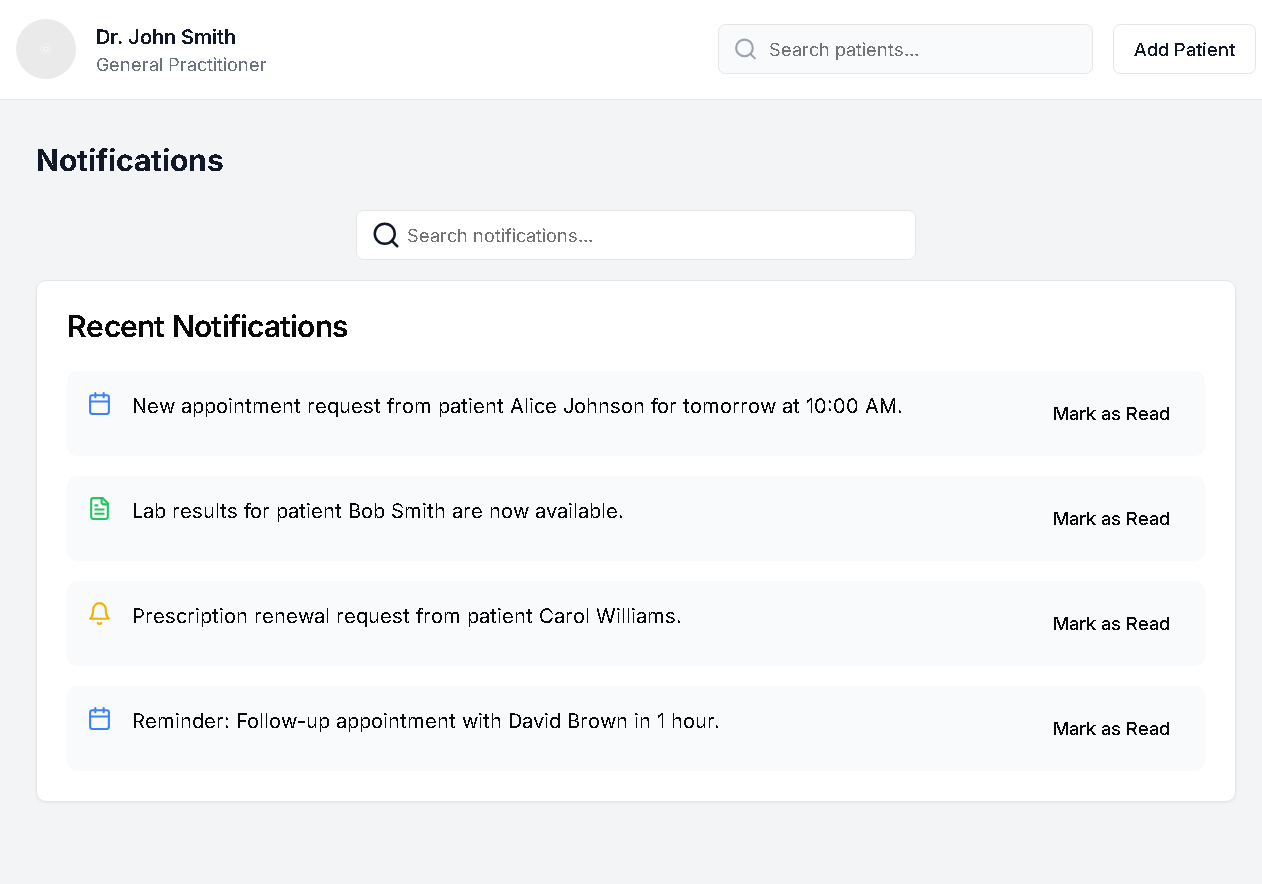 Dr. John Smith
General Practitioner
Search patients...
Add Patient
Notifications
Search notifications...
Recent Notifications
New appointment request from patient Alice Johnson for tomorrow at 10:00 AM.
Mark as Read
Lab results for patient Bob Smith are now available.
Mark as Read
Prescription renewal request from patient Carol Williams.
Mark as Read
Reminder: Follow-up appointment with David Brown in 1 hour.
Mark as Read